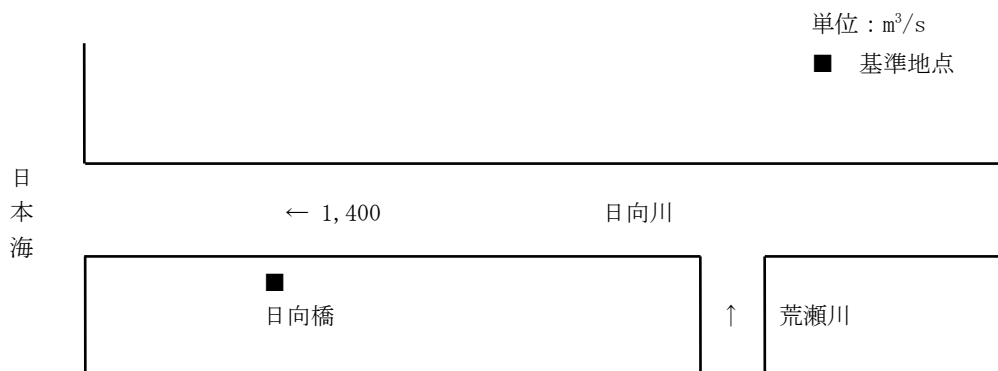 単位：m³/s
■ 基準地点
日本海
← 1,400
日向川
■
日向橋
↑
荒瀬川